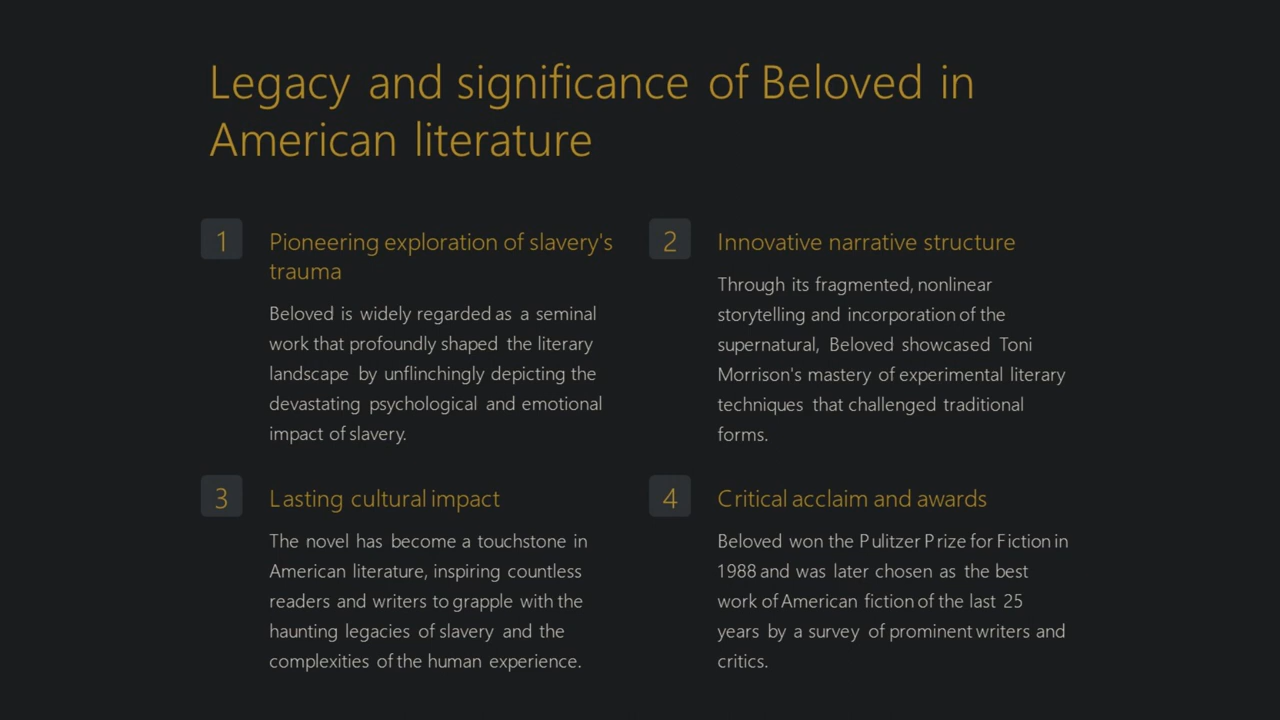 Legacy and significance of Beloved in
American literature
1
Pioneering exploration of slavery's
trauma
Beloved is widely regarded as a seminal
work that profoundly shaped the literary
landscape by unflinchingly depicting the
devastating psychological and emotional
impact of slavery.
2
Innovative narrative structure
Through its fragmented, nonlinear
storytelling and incorporation of the
supernatural, Beloved showcased Toni
Morrison's mastery of experimental literary
techniques that challenged traditional
forms.
3
Lasting cultural impact
The novel has become a touchstone in
American literature, inspiring countless
readers and writers to grapple with the
haunting legacies of slavery and the
complexities of the human experience.
4
Critical acclaim and awards
Beloved won the Pulitzer Prize for Fiction in
1988 and was later chosen as the best
work of American fiction of the last 25
years by a survey of prominent writers and
critics.